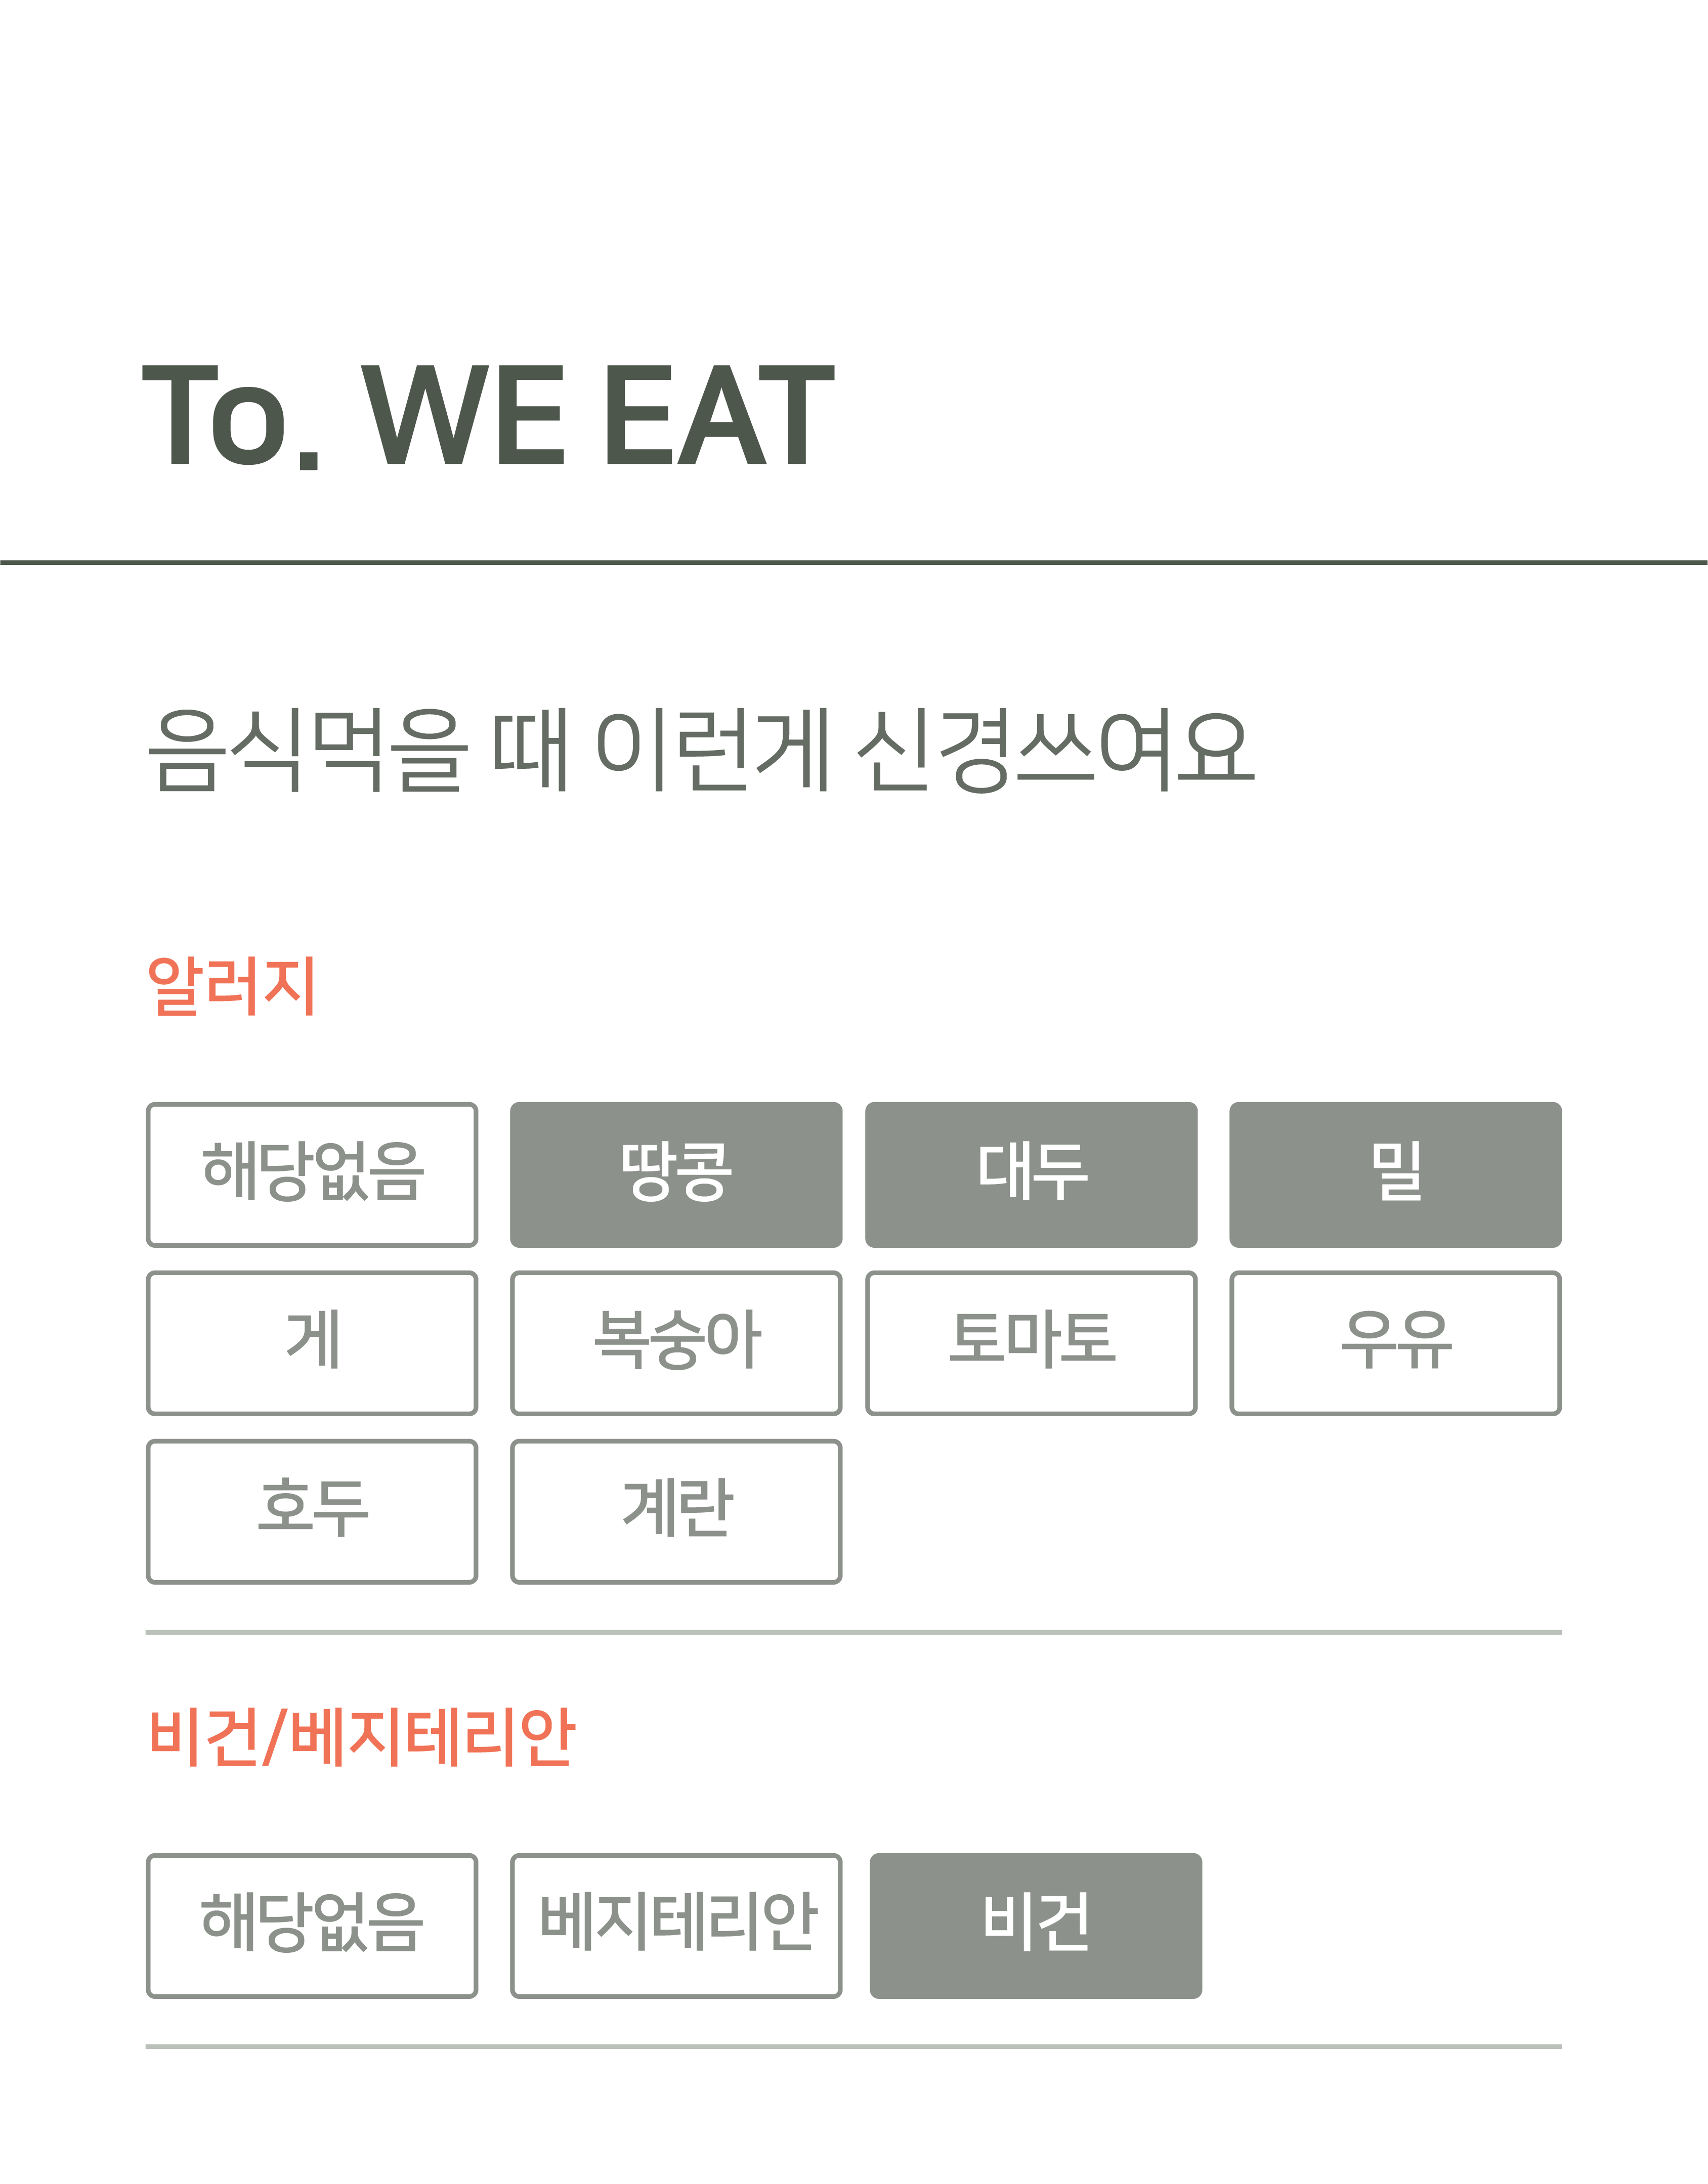 To. WE EAT
음식먹을 때 이런게 신경쓰여요
알러지
해당없음 땅콩 대두 밀
게 복숭아 토마토 우유
호두 계란
비건/베지테리안
해당없음 베지테리안 비건